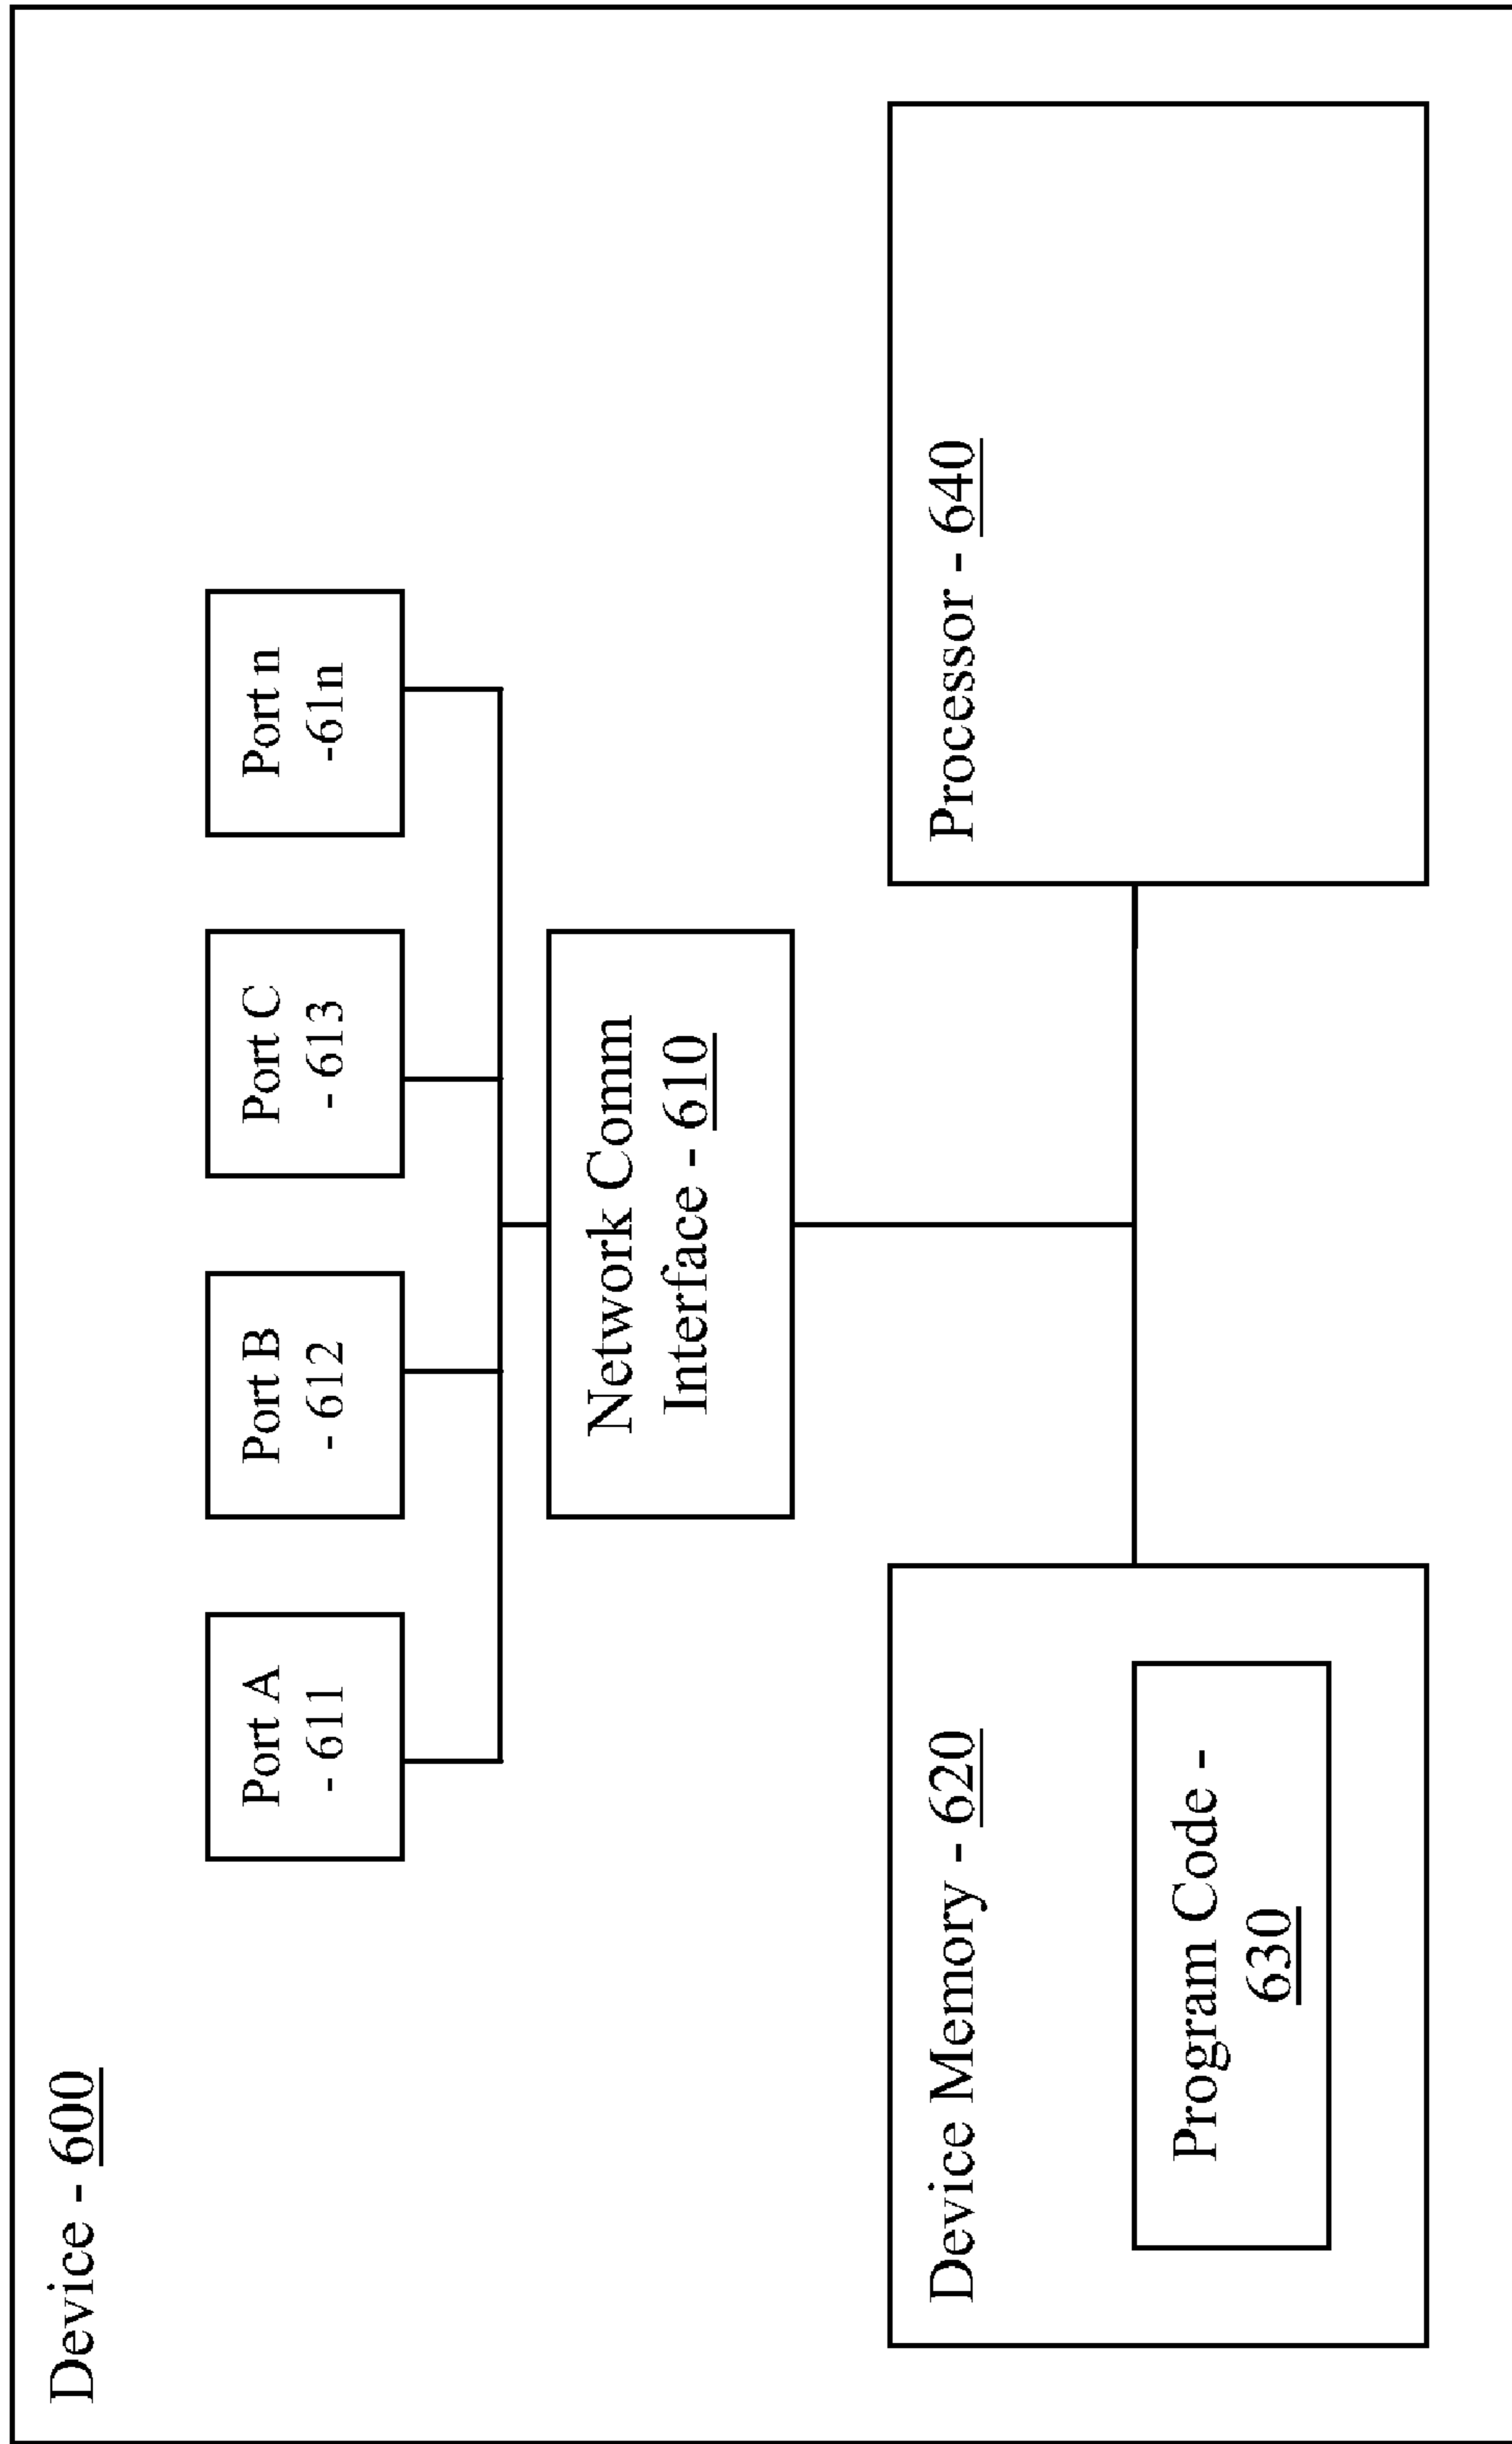 Device - 600
Port A
- 611
Port B
- 612
Port C
- 613
Port n
-61n
Network Comm
Interface - 610
Device Memory - 620
Program Code -
630
Processor - 640